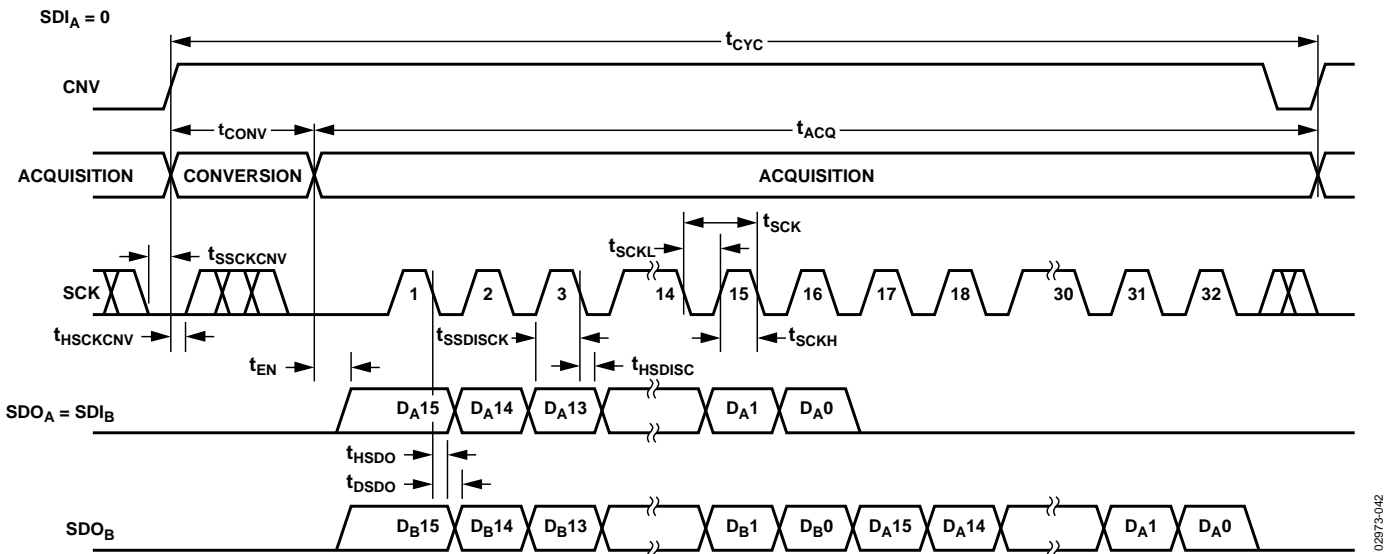 SDIA = 0
tCYC
CNV
tCONV
tACQ
ACQUISITION
CONVERSION
ACQUISITION
tSCK
tSCKL
tSSCKCNV
SCK
1 2 3 14 15 16 17 18 30 31 32
tHSCKCNV
tSSDISCK
tSCKH
tEN
tHSDISC
SDOA = SDIB
DA15 DA14 DA13 DA1 DA0
tHSDO
tDSDO
SDOB
DB15 DB14 DB13 DB1 DB0 DA15 DA14 DA1 DA0
02973-042